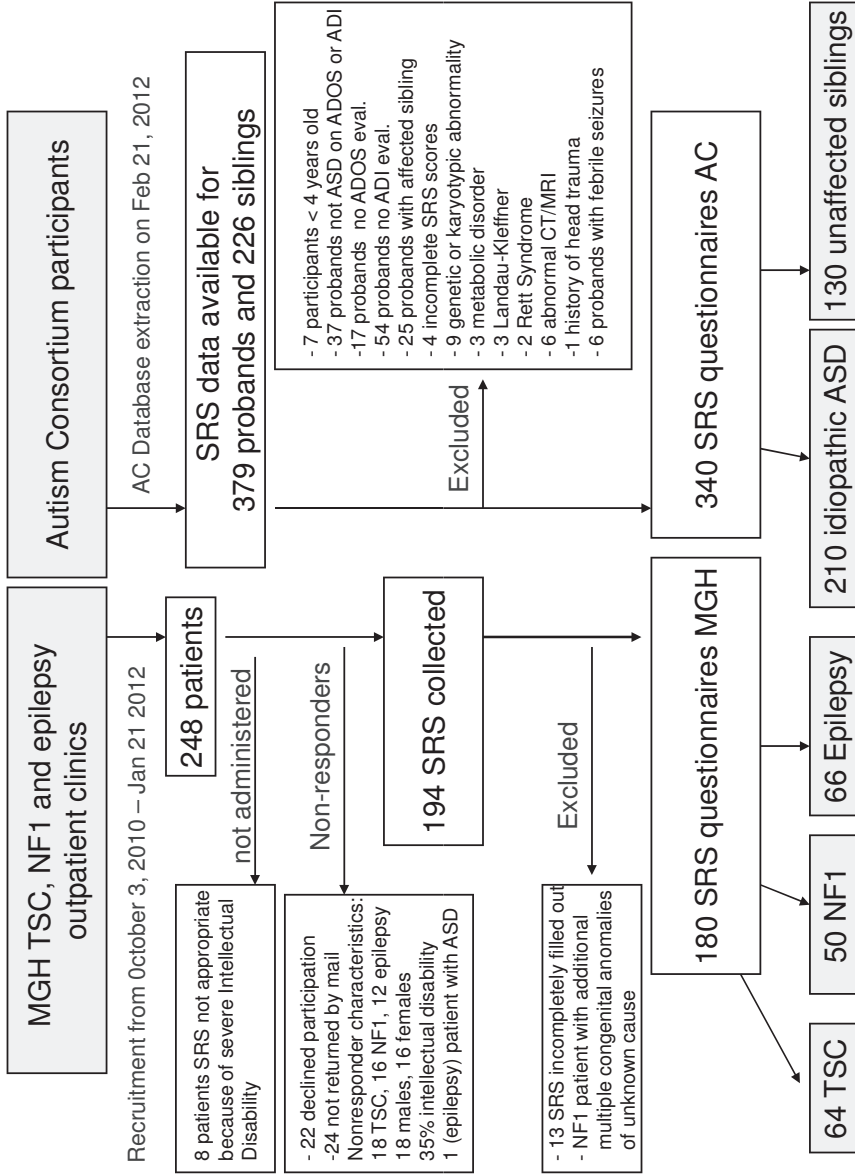 MGH TSC, NF1 and epilepsy
outpatient clinics
Recruitment from 0ctober 3, 2010 – Jan 21 2012
248 patients
not administered
8 patients SRS not appropriate
because of severe Intellectual
Disability
Non-responders
- 22 declined participation
-24 not returned by mail
Nonresponder characteristics:
18 TSC, 16 NF1, 12 epilepsy
18 males, 16 females
35% intellectual disability
1 (epilepsy) patient with ASD
194 SRS collected
Excluded
- 13 SRS incompletely filled out
- NF1 patient with additional
multiple congenital anomalies
of unknown cause
180 SRS questionnaires MGH
64 TSC
50 NF1
66 Epilepsy
Autism Consortium participants
AC Database extraction on Feb 21, 2012
SRS data available for
379 probands and 226 siblings
Excluded
- 7 participants < 4 years old
- 37 probands not ASD on ADOS or ADI
-17 probands no ADOS eval.
- 54 probands no ADI eval.
- 25 probands with affected sibling
- 4 incomplete SRS scores
- 9 genetic or karyotypic abnormality
- 3 metabolic disorder
- 3 Landau-Kleffner
- 2 Rett Syndrome
- 6 abnormal CT/MRI
-1 history of head trauma
- 6 probands with febrile seizures
340 SRS questionnaires AC
210 idiopathic ASD
130 unaffected siblings